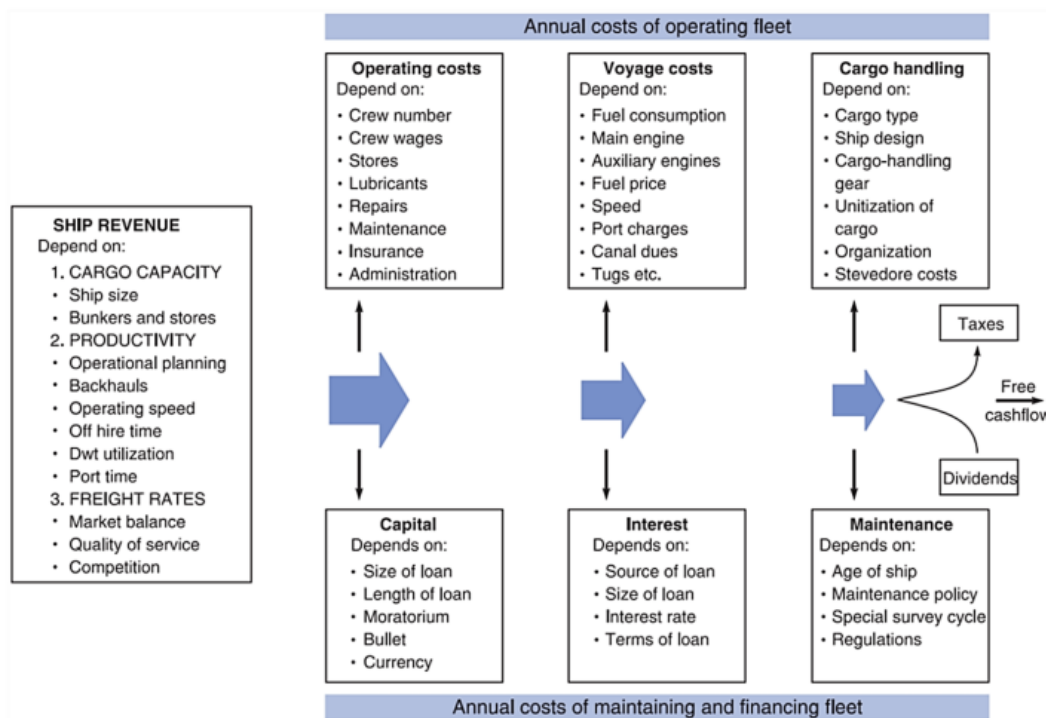 Annual costs of operating fleet
SHIP REVENUE
Depend on:
1. CARGO CAPACITY
• Ship size
• Bunkers and stores
2. PRODUCTIVITY
• Operational planning
• Backhauls
• Operating speed
• Off hire time
• Dwt utilization
• Port time
3. FREIGHT RATES
• Market balance
• Quality of service
• Competition
Operating costs
Depend on:
• Crew number
• Crew wages
• Stores
• Lubricants
• Repairs
• Maintenance
• Insurance
• Administration
Voyage costs
Depend on:
• Fuel consumption
• Main engine
• Auxiliary engines
• Fuel price
• Speed
• Port charges
• Canal dues
• Tugs etc.
Cargo handling
Depend on:
• Cargo type
• Ship design
• Cargo-handling
gear
• Unitization of
cargo
• Organization
• Stevedore costs
Taxes
Free
cashflow
Dividends
Capital
Depends on:
• Size of loan
• Length of loan
• Moratorium
• Bullet
• Currency
Interest
Depends on:
• Source of loan
• Size of loan
• Interest rate
• Terms of loan
Maintenance
Depends on:
• Age of ship
• Maintenance policy
• Special survey cycle
• Regulations
Annual costs of maintaining and financing fleet